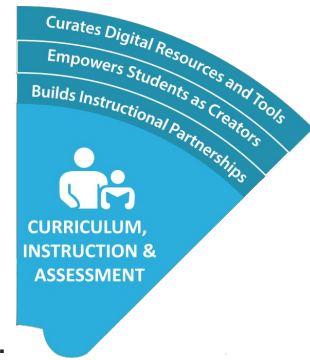 Curates Digital Resources and Tools
Empowers Students as Creators
Builds Instructional Partnerships
CURRICULUM,
INSTRUCTION &
ASSESSMENT